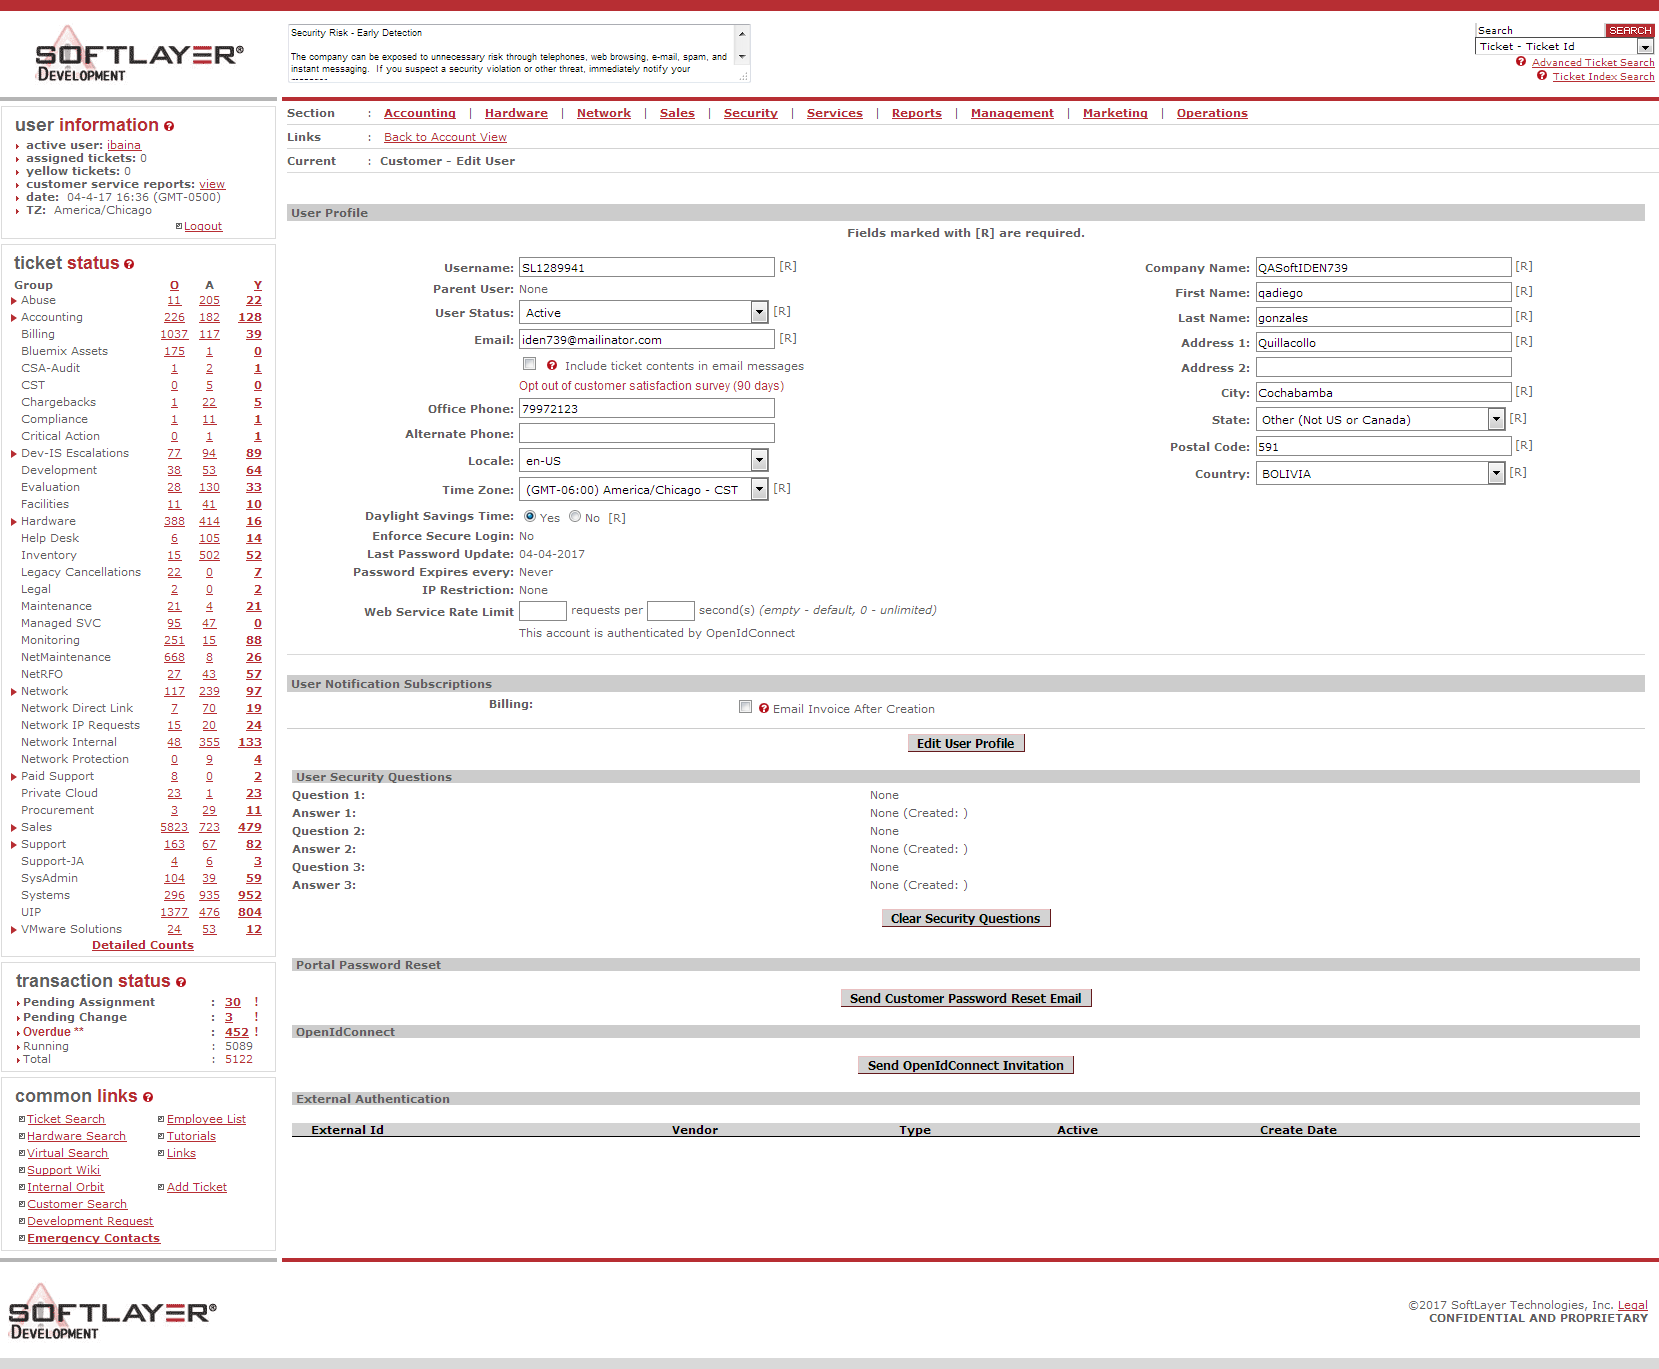 SOFTLAYER®
DEVELOPMENT
Security Risk - Early Detection
The company can be exposed to unnecessary risk through telephones, web browsing, e-mail, spam, and
instant messaging.  If you suspect a security violation or other threat, immediately notify your
Search SEARCH
Ticket - Ticket Id
Advanced Ticket Search
Ticket Index Search
user information
active user: ibaina
assigned tickets: 0
yellow tickets: 0
customer service reports: view
date: 04-4-17 16:36 (GMT-0500)
TZ: America/Chicago
Logout
ticket status
Group O A Y
Abuse 11 205 22
Accounting 226 182 128
Billing 1037 117 39
Bluemix Assets 175 1 0
CSA-Audit 1 2 1
CST 0 5 0
Chargebacks 1 22 5
Compliance 1 11 1
Critical Action 0 1 1
Dev-IS Escalations 77 94 89
Development 38 53 64
Evaluation 28 130 33
Facilities 11 41 10
Hardware 388 414 16
Help Desk 6 105 14
Inventory 15 502 52
Legacy Cancellations 22 0 7
Legal 2 0 2
Maintenance 21 4 21
Managed SVC 95 47 0
Monitoring 251 15 88
NetMaintenance 668 8 26
NetRFO 27 43 57
Network 117 239 97
Network Direct Link 7 70 19
Network IP Requests 15 20 24
Network Internal 48 355 133
Network Protection 0 9 4
Paid Support 8 0 2
Private Cloud 23 1 23
Procurement 3 29 11
Sales 5823 723 479
Support 163 67 82
Support-JA 4 6 3
SysAdmin 104 39 59
Systems 296 935 952
UIP 1377 476 804
VMware Solutions 24 53 12
Detailed Counts
transaction status
Pending Assignment : 30 !
Pending Change : 3 !
Overdue ** : 452 !
Running : 5089
Total : 5122
common links
Ticket Search Employee List
Hardware Search Tutorials
Virtual Search Links
Support Wiki
Internal Orbit Add Ticket
Customer Search
Development Request
Emergency Contacts
Section : Accounting | Hardware | Network | Sales | Security | Services | Reports | Management | Marketing | Operations
Links : Back to Account View
Current : Customer - Edit User
User Profile
Fields marked with [R] are required.
Username: SL1289941 [R]
Parent User: None
User Status: Active [R]
Email: iden739@mailinator.com [R]
Include ticket contents in email messages
Opt out of customer satisfaction survey (90 days)
Office Phone: 79972123
Alternate Phone:
Locale: en-US
Time Zone: (GMT-06:00) America/Chicago - CST [R]
Daylight Savings Time: Yes No [R]
Enforce Secure Login: No
Last Password Update: 04-04-2017
Password Expires every: Never
IP Restriction: None
Web Service Rate Limit requests per second(s) (empty - default, 0 - unlimited)
This account is authenticated by OpenIdConnect
Company Name: QASoftIDEN739 [R]
First Name: qadiego [R]
Last Name: gonzales [R]
Address 1: Quillacollo [R]
Address 2:
City: Cochabamba [R]
State: Other (Not US or Canada) [R]
Postal Code: 591 [R]
Country: BOLIVIA [R]
User Notification Subscriptions
Billing: Email Invoice After Creation
Edit User Profile
User Security Questions
Question 1: None
Answer 1: None (Created: )
Question 2: None
Answer 2: None (Created: )
Question 3: None
Answer 3: None (Created: )
Clear Security Questions
Portal Password Reset
Send Customer Password Reset Email
OpenIdConnect
Send OpenIdConnect Invitation
External Authentication
External Id Vendor Type Active Create Date
SOFTLAYER®
DEVELOPMENT
©2017 SoftLayer Technologies, Inc. Legal
CONFIDENTIAL AND PROPRIETARY